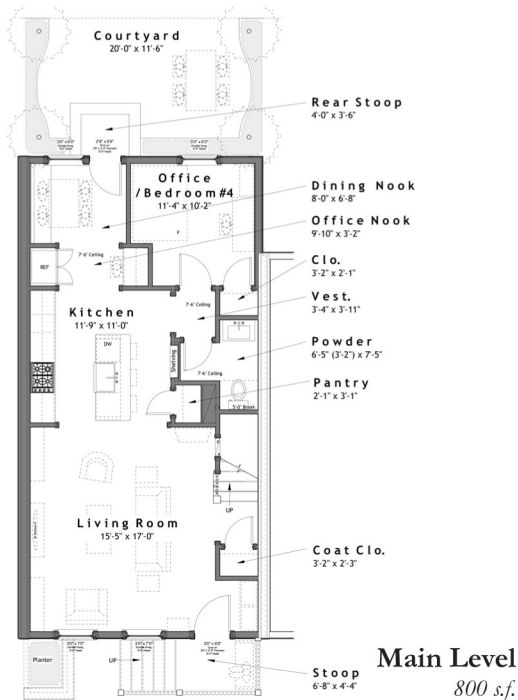 Courtyard
20'-0" x 11'-6"
Rear Stoop
4'-0" x 3'-6"
Office
/Bedroom #4
11'-4" x 10'-2"
Dining Nook
8'-0" x 6'-8"
Office Nook
9'-10" x 3'-2"
F
7'-6" Ceiling
REF
Clo.
3'-2" x 2'-1"
Vest.
3'-4" x 3'-11"
7'-6" Ceiling
Kitchen
11'-9" x 11'-0"
DW
Shelving
Powder
6'-5" (3'-2") x 7'-5"
7'-6" Ceiling
Pantry
2'-1" x 3'-1"
5'-0" Break
UP
Living Room
15'-5" x 17'-0"
Coat Clo.
3'-2" x 2'-3"
Planter
UP
Stoop
6'-8" x 4'-4"
Main Level
800 s.f.